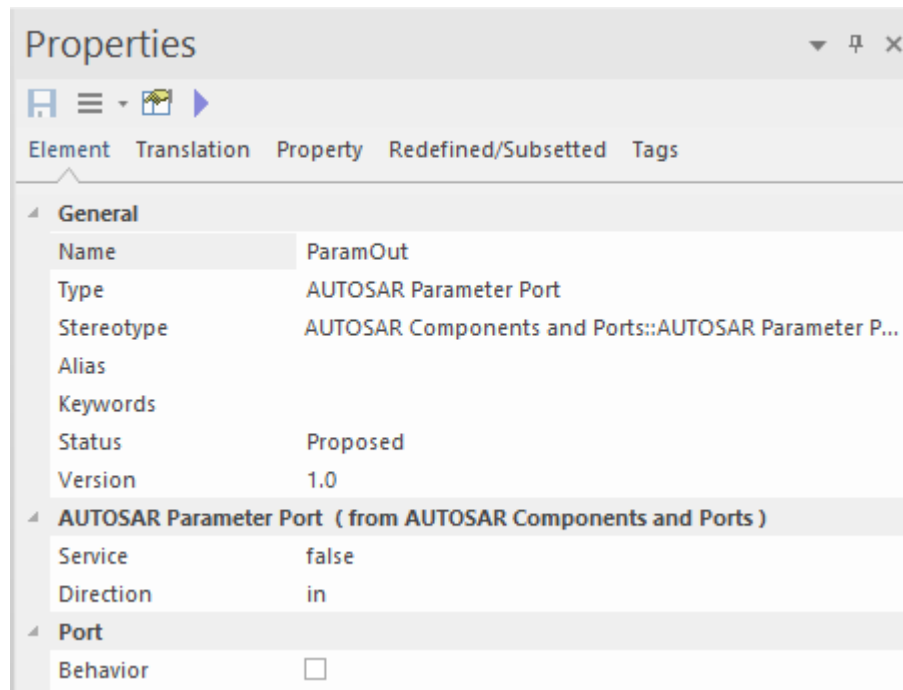 Properties
Element Translation Property Redefined/Subsetted Tags
General
Name ParamOut
Type AUTOSAR Parameter Port
Stereotype AUTOSAR Components and Ports::AUTOSAR Parameter P...
Alias
Keywords
Status Proposed
Version 1.0
AUTOSAR Parameter Port ( from AUTOSAR Components and Ports )
Service false
Direction in
Port
Behavior